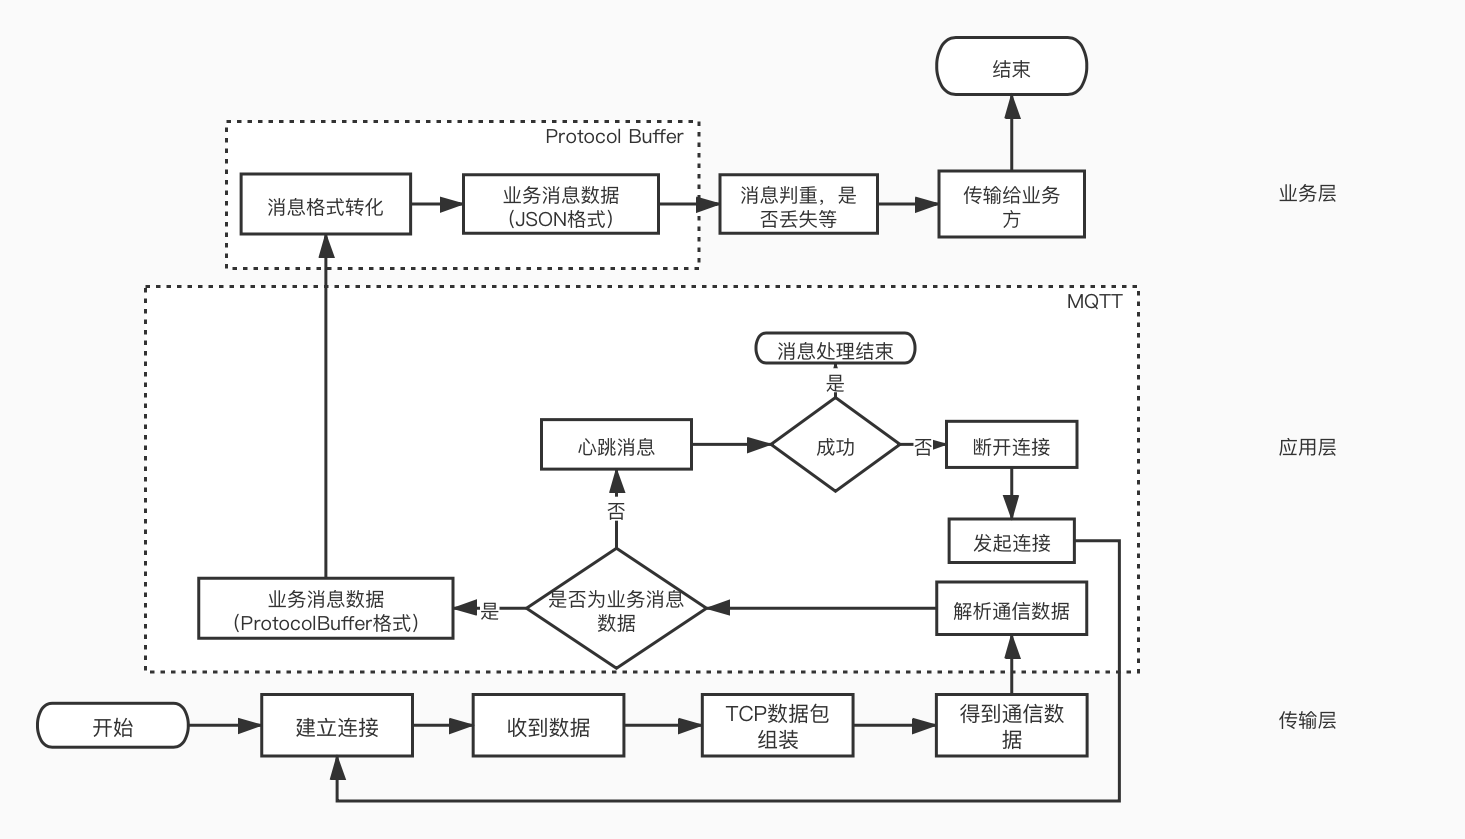 结束
Protocol Buffer
消息格式转化
业务消息数据
（JSON格式）
消息判重，是
否丢失等
传输给业务
方
业务层
MQTT
消息处理结束
是
心跳消息
成功
否
断开连接
应用层
否
发起连接
业务消息数据
（ProtocolBuffer格式）
是
是否为业务消息
数据
解析通信数据
开始
建立连接
收到数据
TCP数据包
组装
得到通信数
据
传输层